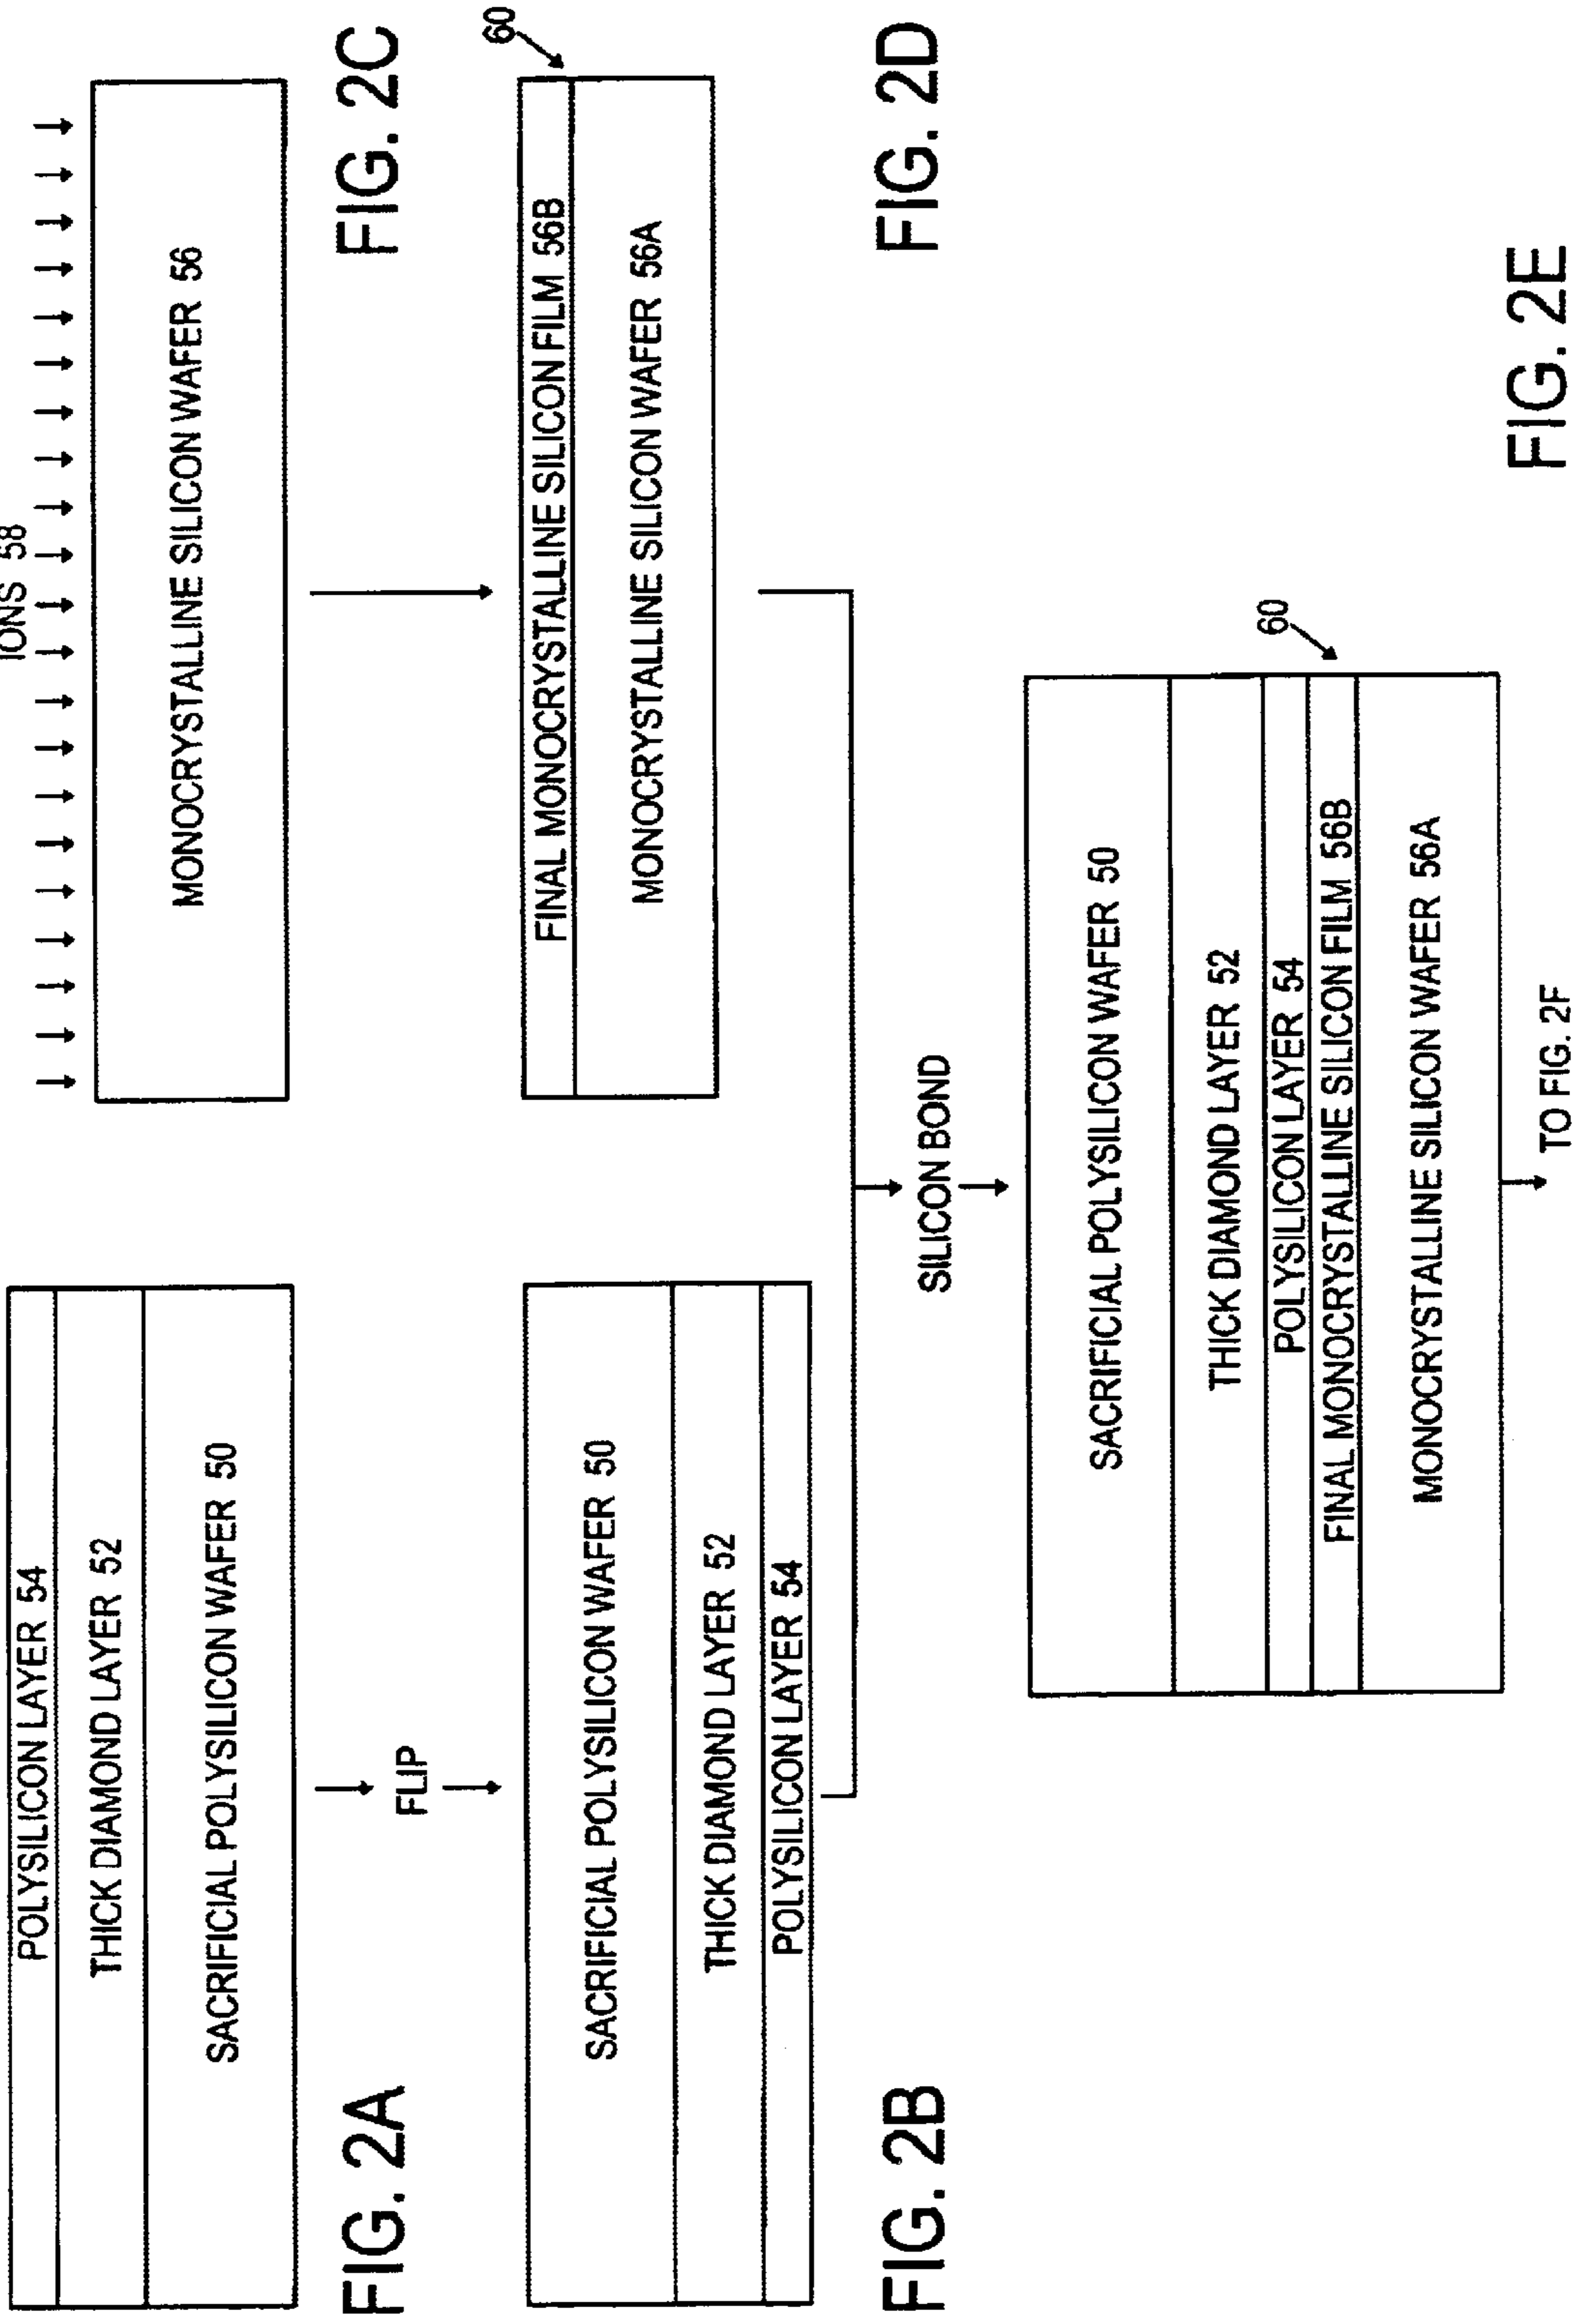 POLYSILICON LAYER 54
THICK DIAMOND LAYER 52
SACRIFICIAL POLYSILICON WAFER 50
FIG. 2A
FLIP
SACRIFICIAL POLYSILICON WAFER 50
THICK DIAMOND LAYER 52
POLYSILICON LAYER 54
FIG. 2B
IONS 58
MONOCRYSTALLINE SILICON WAFER 56
FIG. 2C
60
FINAL MONOCRYSTALLINE SILICON FILM 56B
MONOCRYSTALLINE SILICON WAFER 56A
FIG. 2D
SILICON BOND
60
SACRIFICIAL POLYSILICON WAFER 50
THICK DIAMOND LAYER 52
POLYSILICON LAYER 54
FINAL MONOCRYSTALLINE SILICON FILM 56B
MONOCRYSTALLINE SILICON WAFER 56A
TO FIG. 2F
FIG. 2E